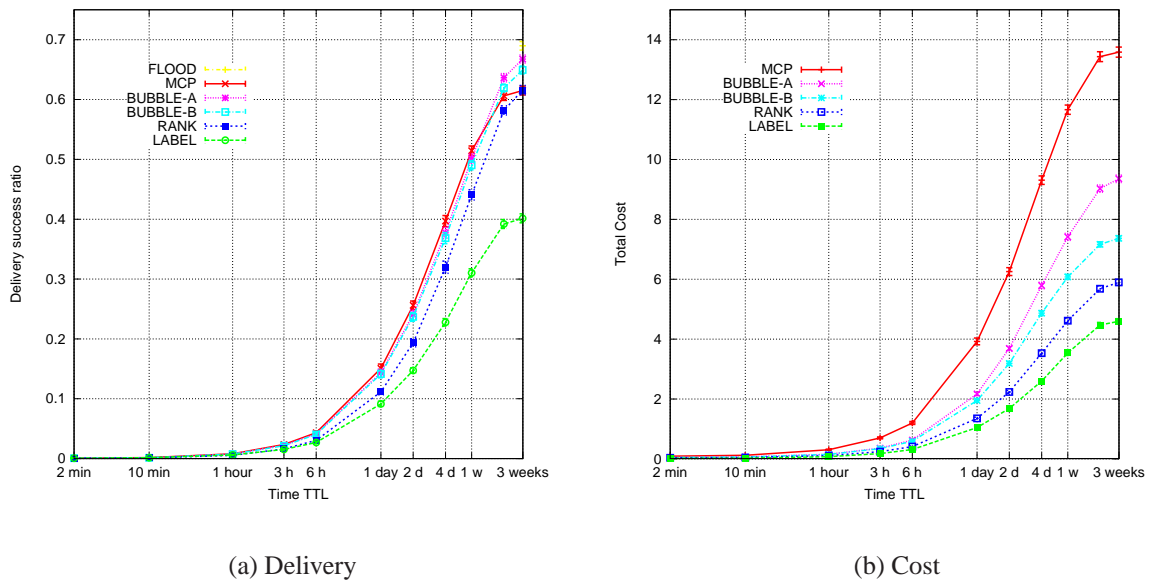 0.7
0.6
0.5
0.4
0.3
0.2
0.1
0
Delivery success ratio
FLOOD
MCP
BUBBLE-A
BUBBLE-B
RANK
LABEL
2 min 10 min 1 hour 3 h 6 h 1 day 2 d 4 d 1 w 3 weeks
Time TTL
(a) Delivery
14
12
10
8
6
4
2
0
Total Cost
MCP
BUBBLE-A
BUBBLE-B
RANK
LABEL
2 min 10 min 1 hour 3 h 6 h 1 day 2 d 4 d 1 w 3 weeks
Time TTL
(b) Cost